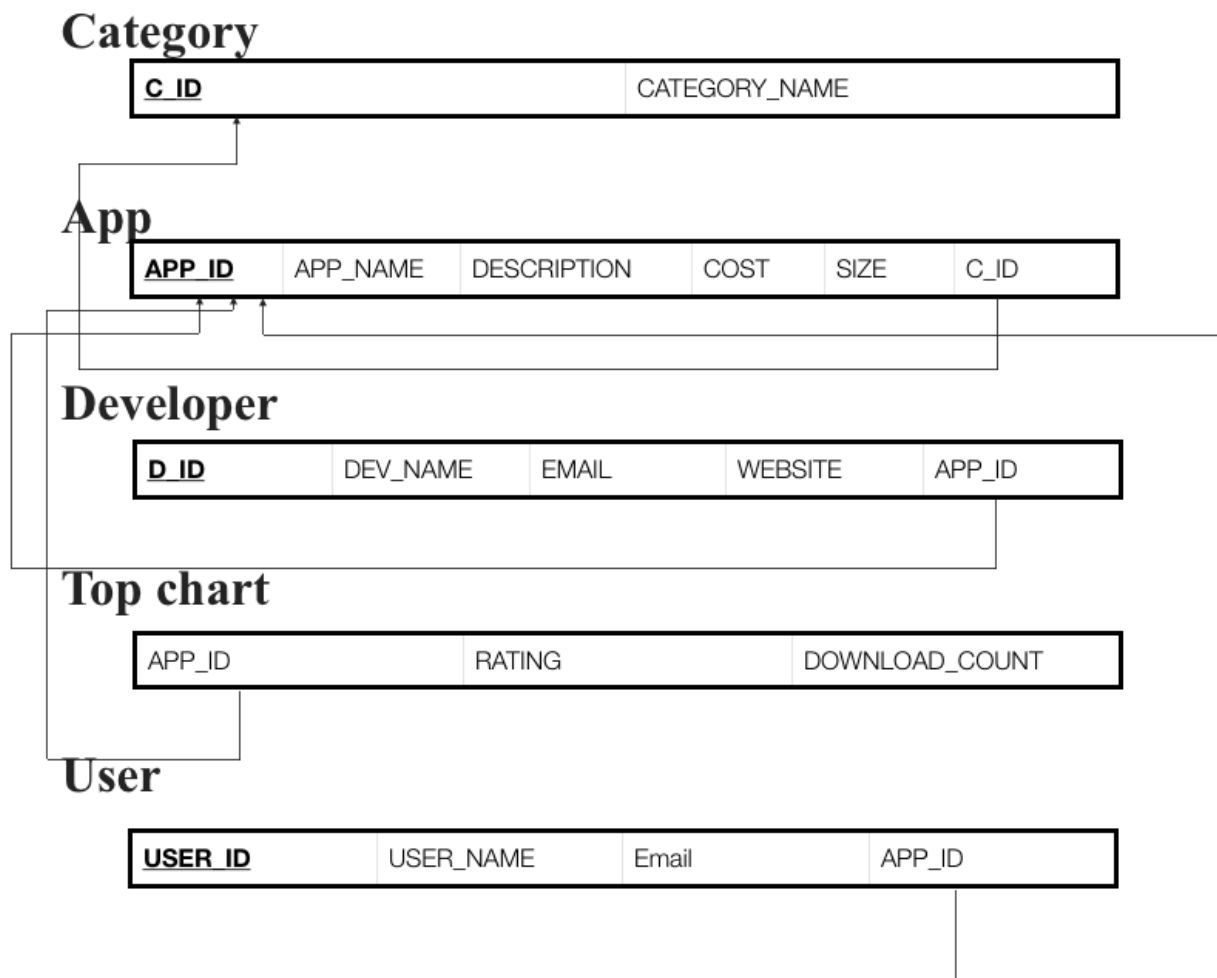 Category
C_ID CATEGORY_NAME
App
APP_ID APP_NAME DESCRIPTION COST SIZE C_ID
Developer
D_ID DEV_NAME EMAIL WEBSITE APP_ID
Top chart
APP_ID RATING DOWNLOAD_COUNT
User
USER_ID USER_NAME Email APP_ID